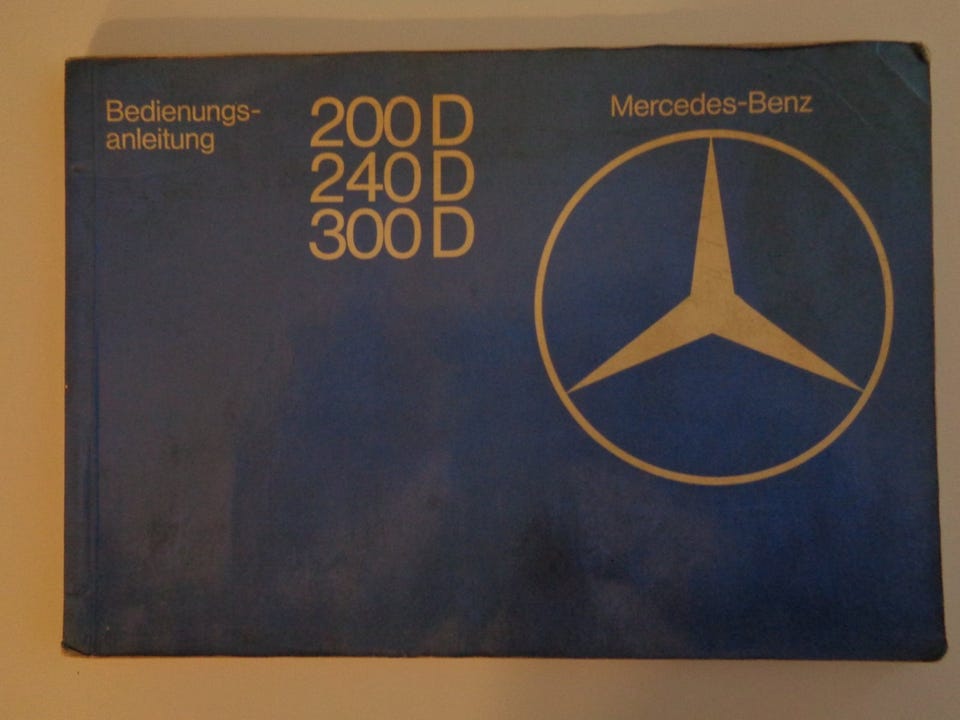 Bedienungs-
anleitung
200 D
240 D
300 D
Mercedes-Benz